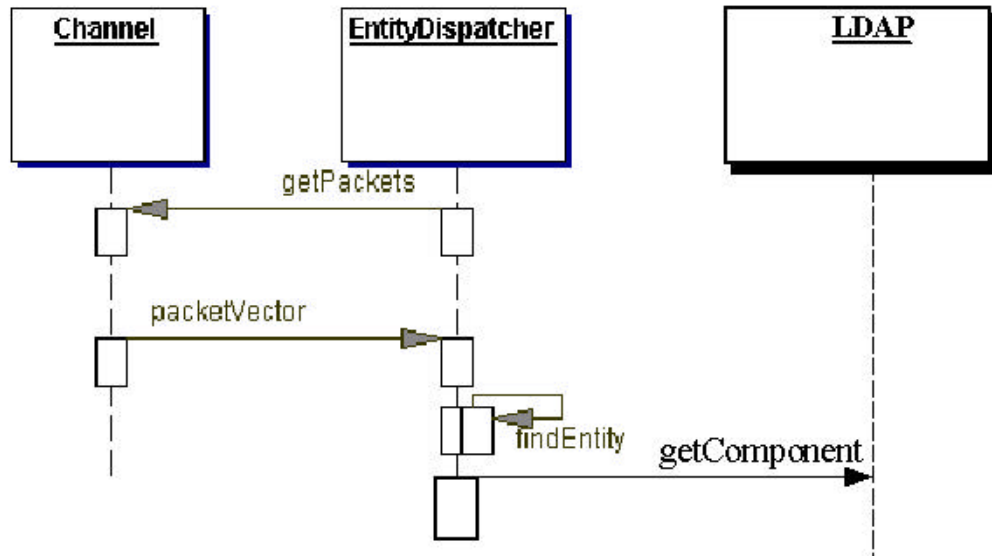 Channel
EntityDispatcher
LDAP
getPackets
packetVector
findEntity
getComponent